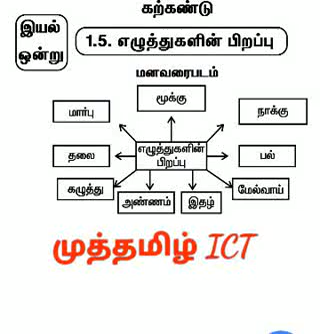 கற்கண்டு
இயல்
ஒன்று
1.5. எழுத்துகளின் பிறப்பு
மனவரைபடம்
மூக்கு
மார்பு
நாக்கு
தலை
எழுத்துகளின்
பிறப்பு
பல்
கழுத்து
அண்ணம்
இதழ்
மேல்வாய்
முத்தமிழ் ICT